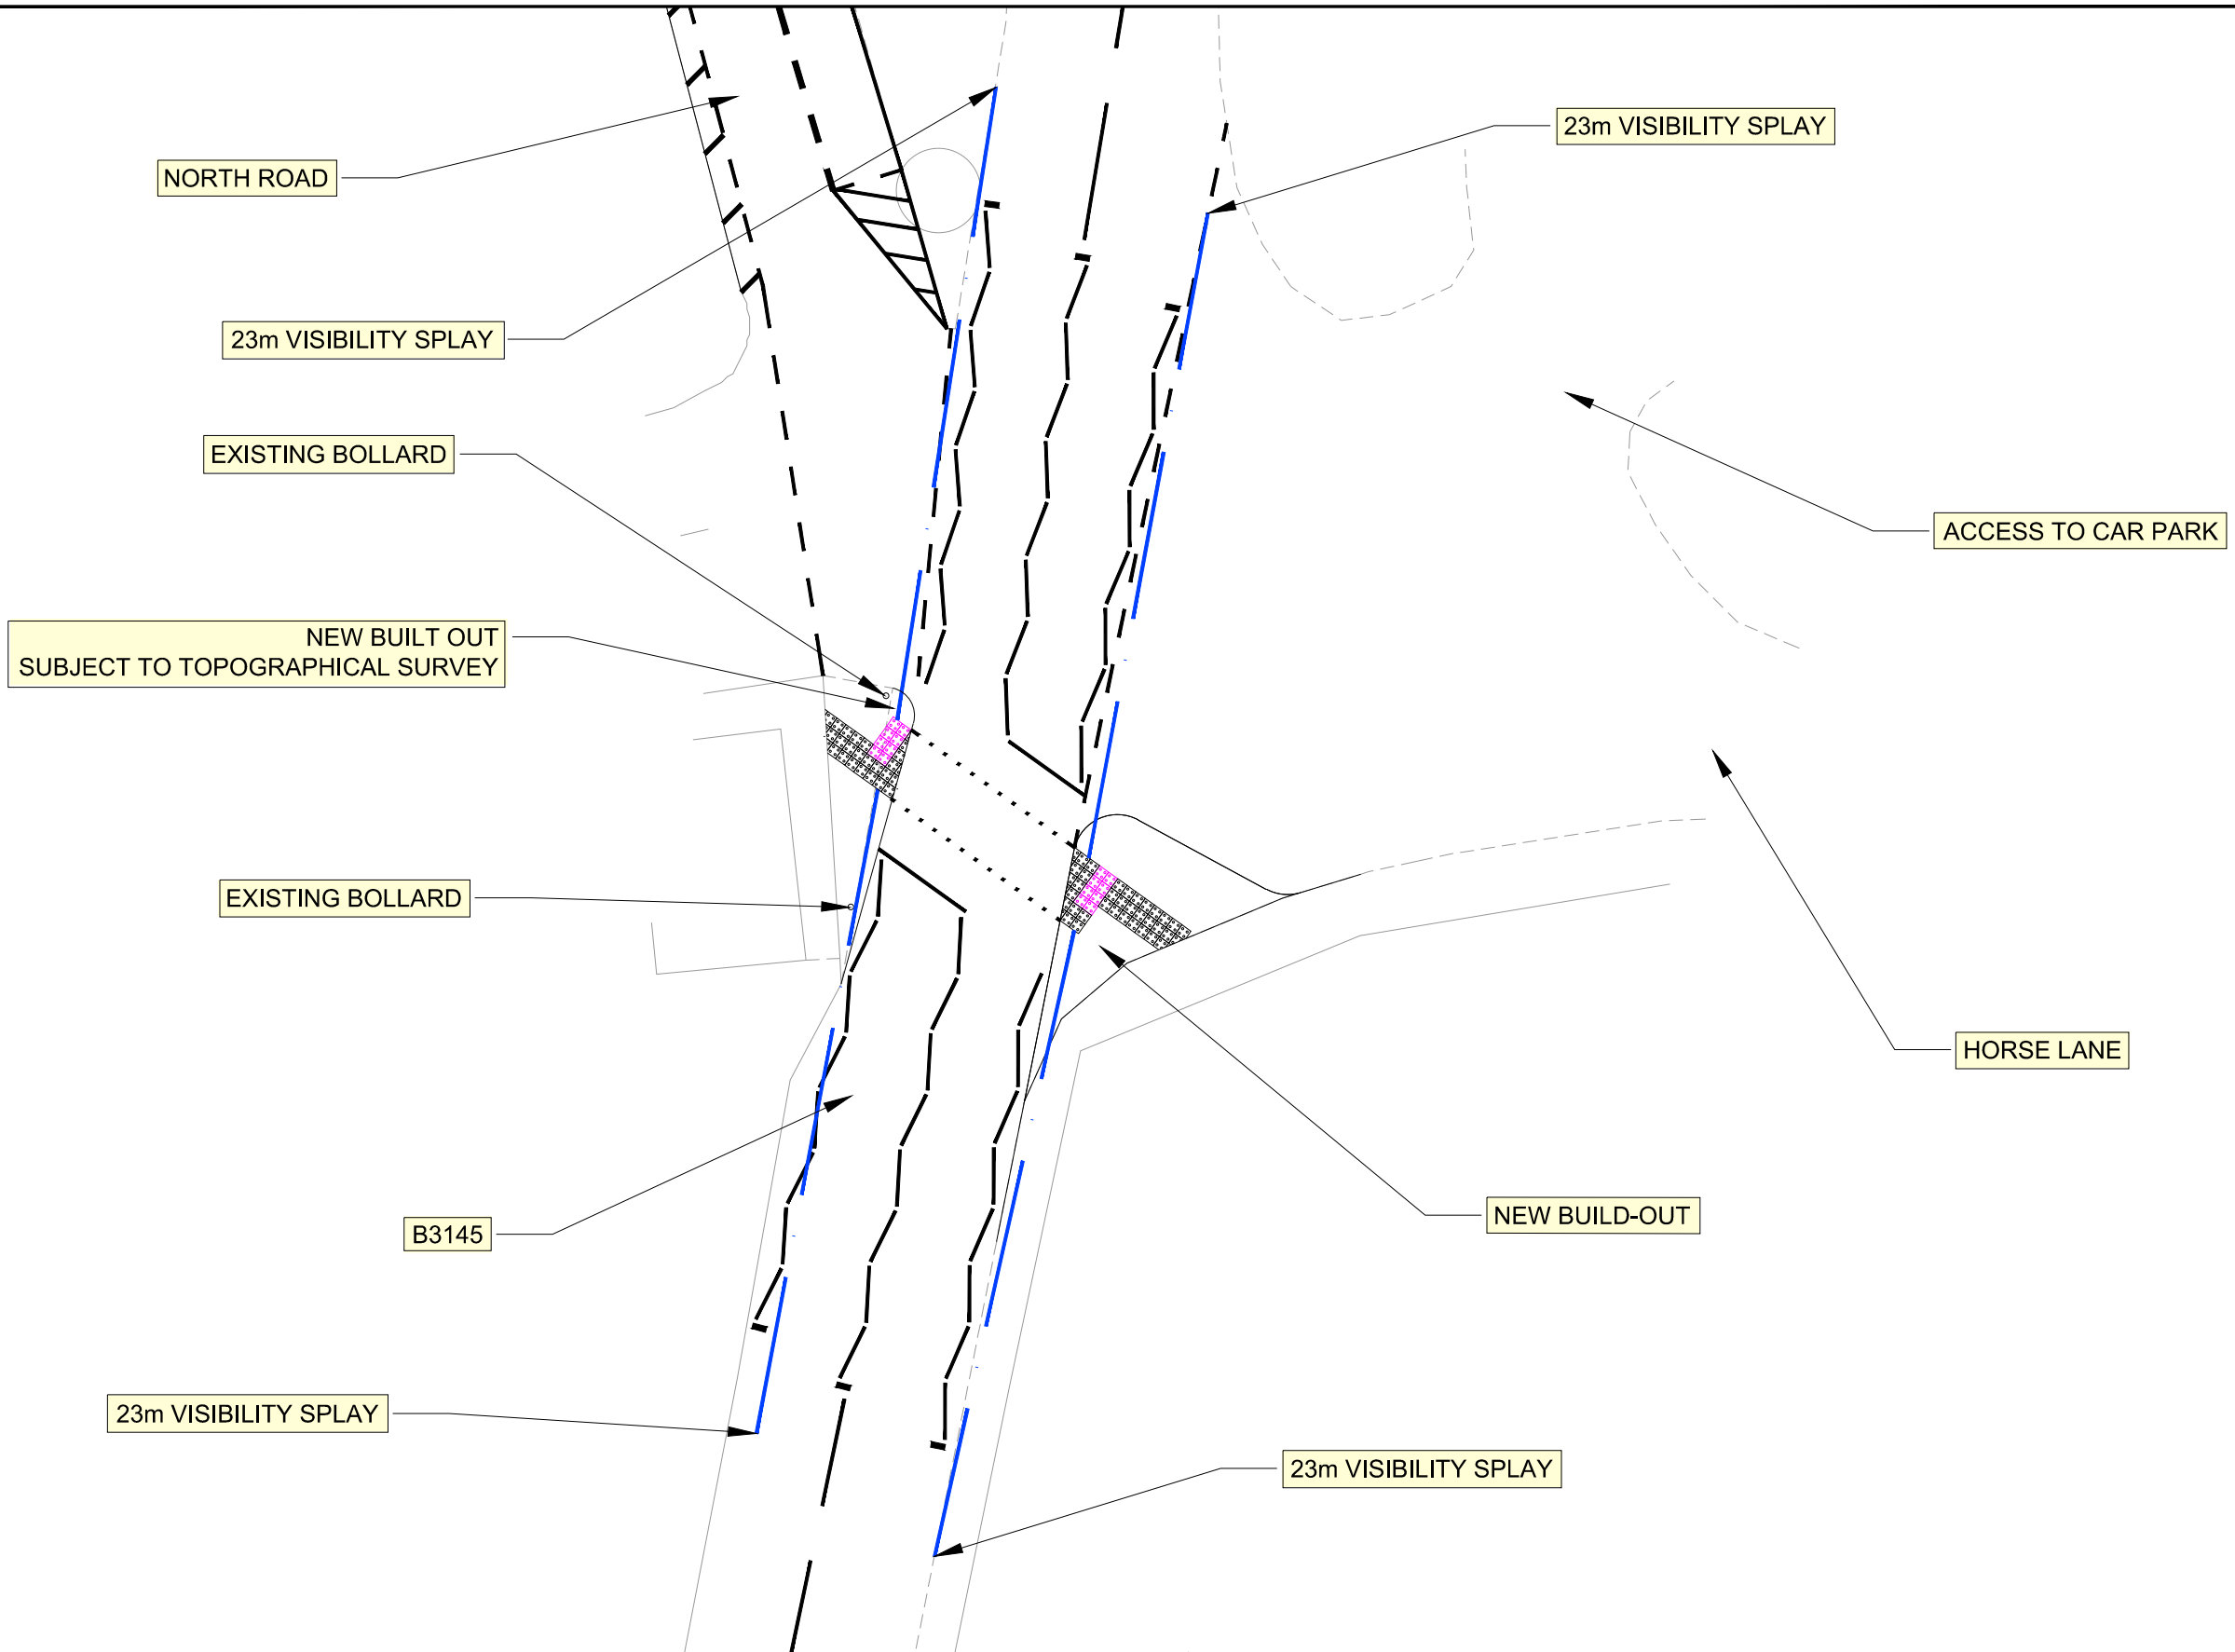 23m VISIBILITY SPLAY
NORTH ROAD
23m VISIBILITY SPLAY
EXISTING BOLLARD
ACCESS TO CAR PARK
NEW BUILT OUT
SUBJECT TO TOPOGRAPHICAL SURVEY
EXISTING BOLLARD
HORSE LANE
NEW BUILD-OUT
B3145
23m VISIBILITY SPLAY
23m VISIBILITY SPLAY